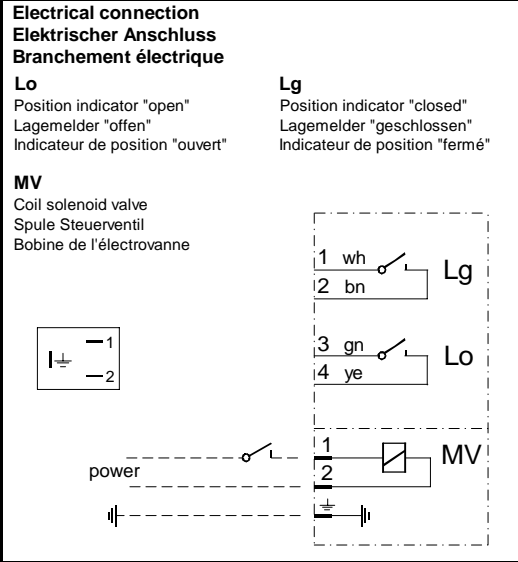 Electrical connection
Elektrischer Anschluss
Branchement électrique
Lo
Position indicator "open"
Lagemelder "offen"
Indicateur de position "ouvert"
Lg
Position indicator "closed"
Lagemelder "geschlossen"
Indicateur de position "fermé"
MV
Coil solenoid valve
Spule Steuerventil
Bobine de l'électrovanne
1 wh
2 bn
Lg
3 gn
4 ye
Lo
1
2
power
1
2
MV